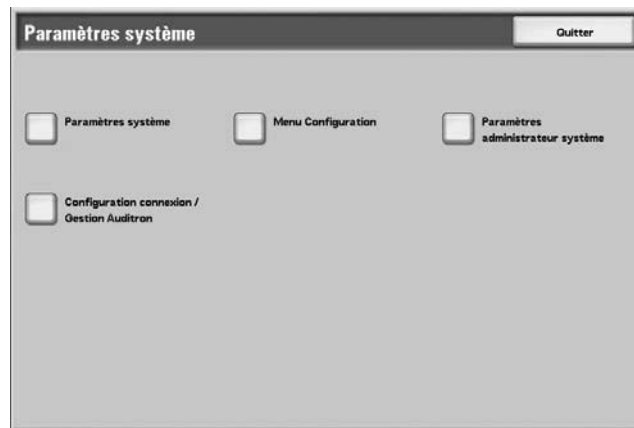 Paramètres système
Quitter
Paramètres système
Menu Configuration
Paramètres
administrateur système
Configuration connexion /
Gestion Auditron